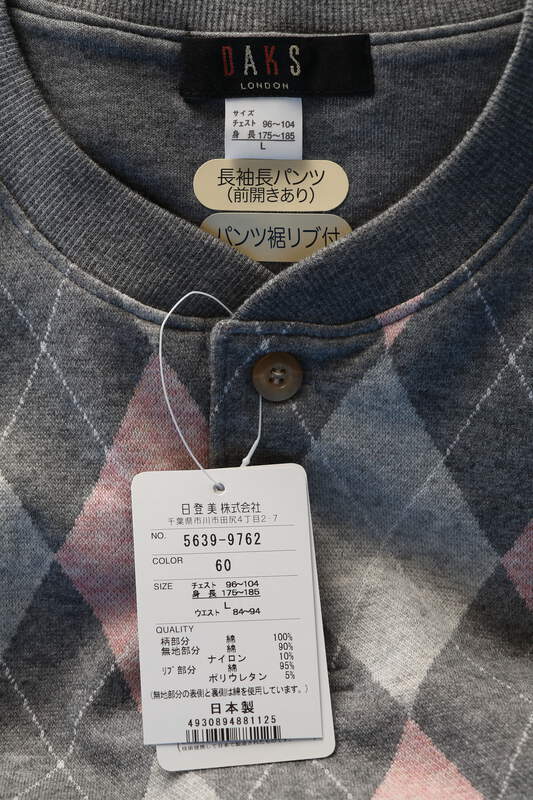 DAKS
LONDON
サイズ
チェスト 96〜104
身長 175〜185
L
長袖長パンツ
(前開きあり)
パンツ裾リブ付
日登美株式会社
千葉県市川市田尻4丁目2-7
NO. 5639-9762
COLOR 60
SIZE チェスト 96〜104
身長 175〜185
L
ウエスト 84〜94
QUALITY
柄部分 綿 100%
無地部分 綿 90%
ナイロン 10%
リブ部分 綿 95%
ポリウレタン 5%
(無地部分の表側と裏側は綿を使用しています。)
日本製
4930894881125